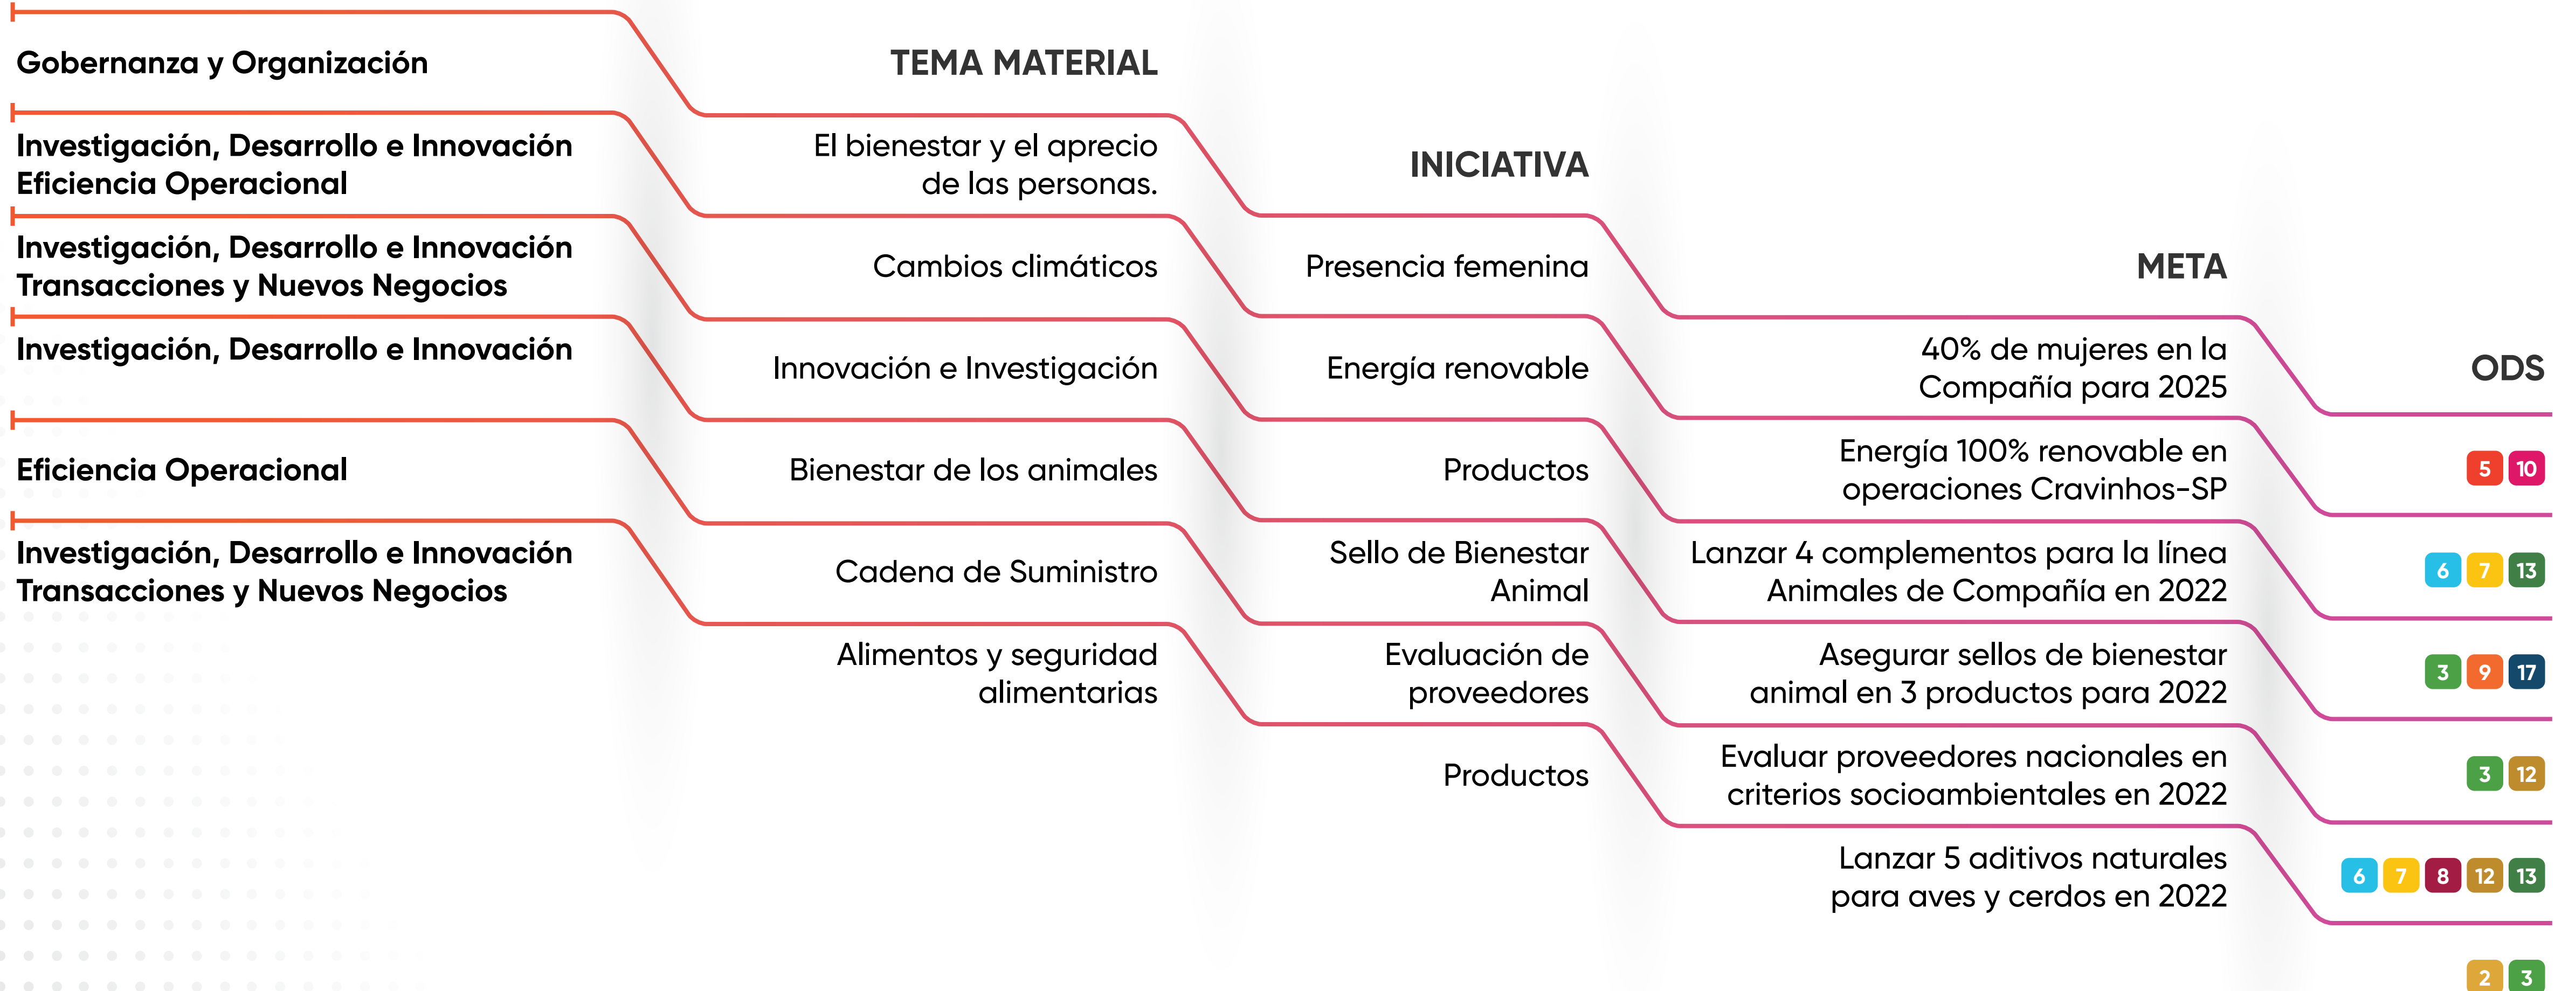 Gobernanza y Organización
Investigación, Desarrollo e Innovación
Eficiencia Operacional
Investigación, Desarrollo e Innovación
Transacciones y Nuevos Negocios
Investigación, Desarrollo e Innovación
Eficiencia Operacional
Investigación, Desarrollo e Innovación
Transacciones y Nuevos Negocios
TEMA MATERIAL
El bienestar y el aprecio
de las personas.
Cambios climáticos
Innovación e Investigación
Bienestar de los animales
Cadena de Suministro
Alimentos y seguridad
alimentarias
INICIATIVA
Presencia femenina
Energía renovable
Productos
Sello de Bienestar
Animal
Evaluación de
proveedores
Productos
META
40% de mujeres en la
Compañía para 2025
Energía 100% renovable en
operaciones Cravinhos-SP
Lanzar 4 complementos para la línea
Animales de Compañía en 2022
Asegurar sellos de bienestar
animal en 3 productos para 2022
Evaluar proveedores nacionales en
criterios socioambientales en 2022
Lanzar 5 aditivos naturales
para aves y cerdos en 2022
ODS
5 10
6 7 13
3 9 17
3 12
6 7 8 12 13
2 3